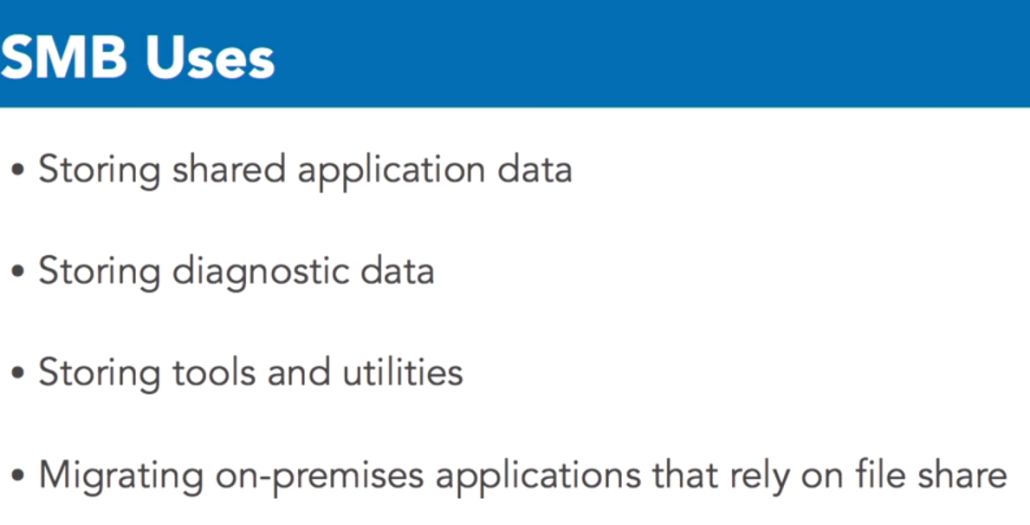 SMB Uses
• Storing shared application data
• Storing diagnostic data
• Storing tools and utilities
• Migrating on-premises applications that rely on file share